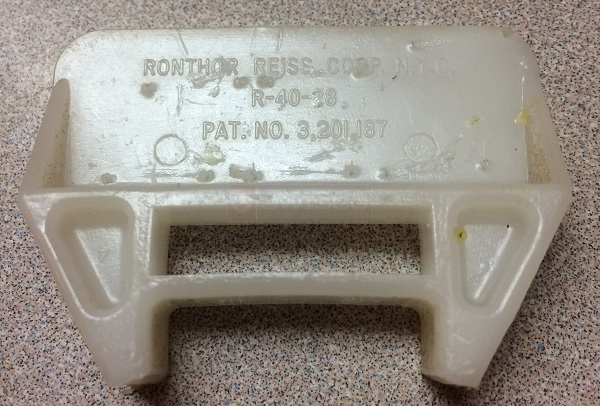 RONTHOR REISS CORP. N.Y.C.
R-40-38
PAT. NO. 3,201,187